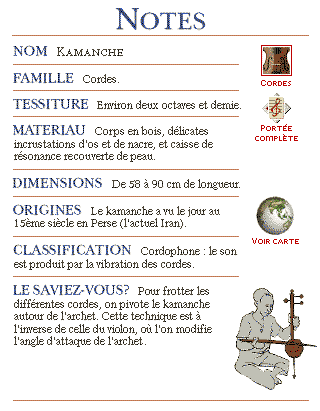 NOTES
NOM KAMANCHE
FAMILLE Cordes.
TESSITURE Environ deux octaves et demie.
MATERIAU Corps en bois, délicates
incrustations d'os et de nacre, et caisse de
résonance recouverte de peau.
DIMENSIONS De 58 à 90 cm de longueur.
ORIGINES Le kamanche a vu le jour au
15ème siècle en Perse (l'actuel Iran).
CLASSIFICATION Cordophone : le son
est produit par la vibration des cordes.
LE SAVIEZ-VOUS? Pour frotter les
différentes cordes, on pivote le kamanche
autour de l'archet. Cette technique est à
l'inverse de celle du violon, où l'on modifie
l'angle d'attaque de l'archet.
CORDES
PORTÉE
COMPLÈTE
VOIR CARTE